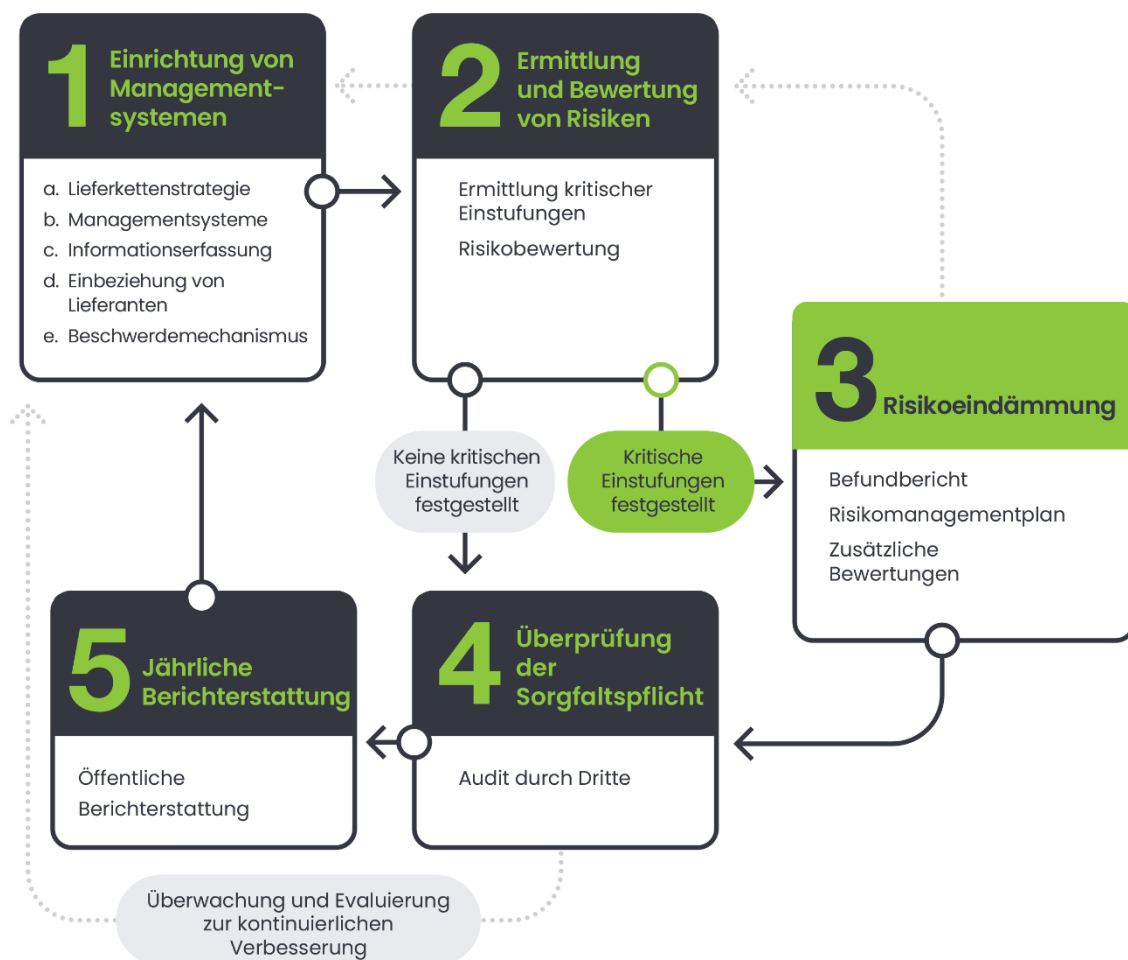 1
Einrichtung von
Management-
systemen
a. Lieferkettenstrategie
b. Managementsysteme
c. Informationserfassung
d. Einbeziehung von
Lieferanten
e. Beschwerdemechanismus
2
Ermittlung
und Bewertung
von Risiken
Ermittlung kritischer
Einstufungen
Risikobewertung
Keine kritischen
Einstufungen
festgestellt
Kritische
Einstufungen
festgestellt
3
Risikoeindämmung
Befundbericht
Risikomanagementplan
Zusätzliche
Bewertungen
4
Überprüfung
der
Sorgfaltspflicht
Audit durch Dritte
5
Jährliche
Berichterstattung
Öffentliche
Berichterstattung
Überwachung und Evaluierung
zur kontinuierlichen
Verbesserung